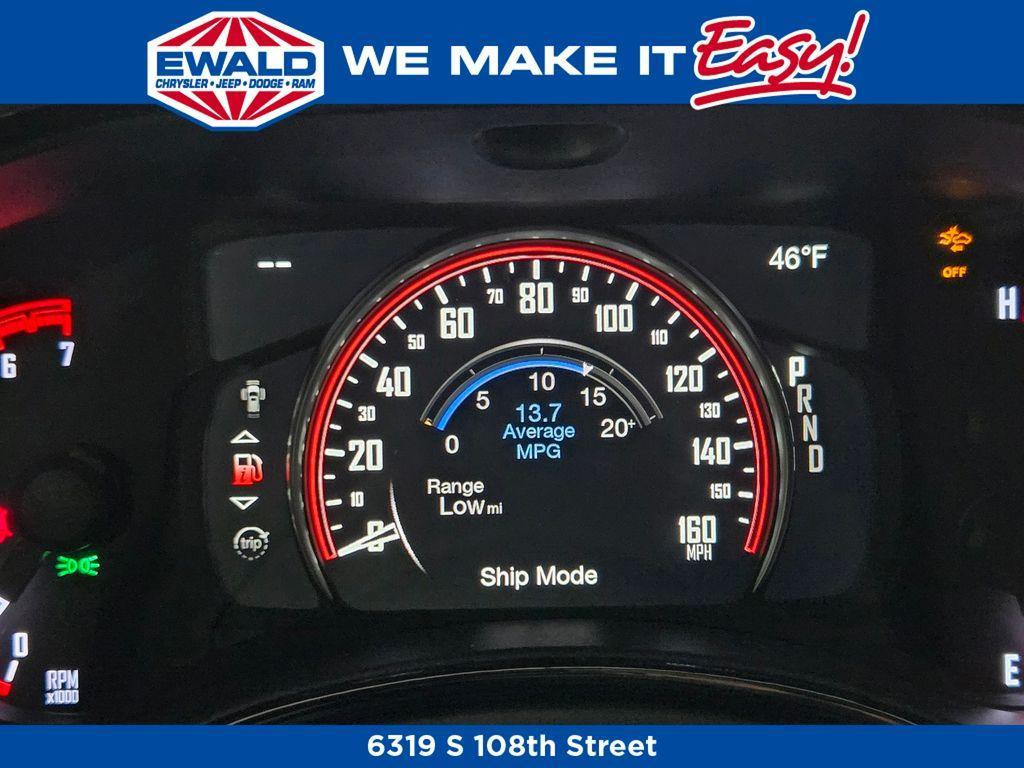 EWALD
CHRYSLER • JEEP • DODGE • RAM
WE MAKE IT Easy!
--
46°F
OFF
H
6
7
0
10
20
30
40
50
60
70
80
90
100
110
120
130
140
150
160
MPH
0
5
10
15
20+
13.7
Average
MPG
Range
Low mi
Ship Mode
trip
P
R
N
D
0
RPM
x1000
E
6319 S 108th Street